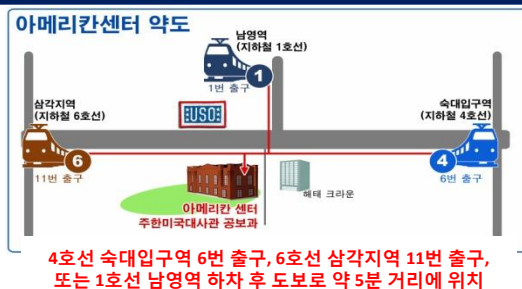 아메리칸센터 약도
남영역
(지하철 1호선)
1
1번 출구
삼각지역
(지하철 6호선)
USO
숙대입구역
(지하철 4호선)
6
11번 출구
4
6번 출구
해태 크라운
아메리칸 센터
주한미국대사관 공보과
4호선 숙대입구역 6번 출구, 6호선 삼각지역 11번 출구,
또는 1호선 남영역 하차 후 도보로 약 5분 거리에 위치